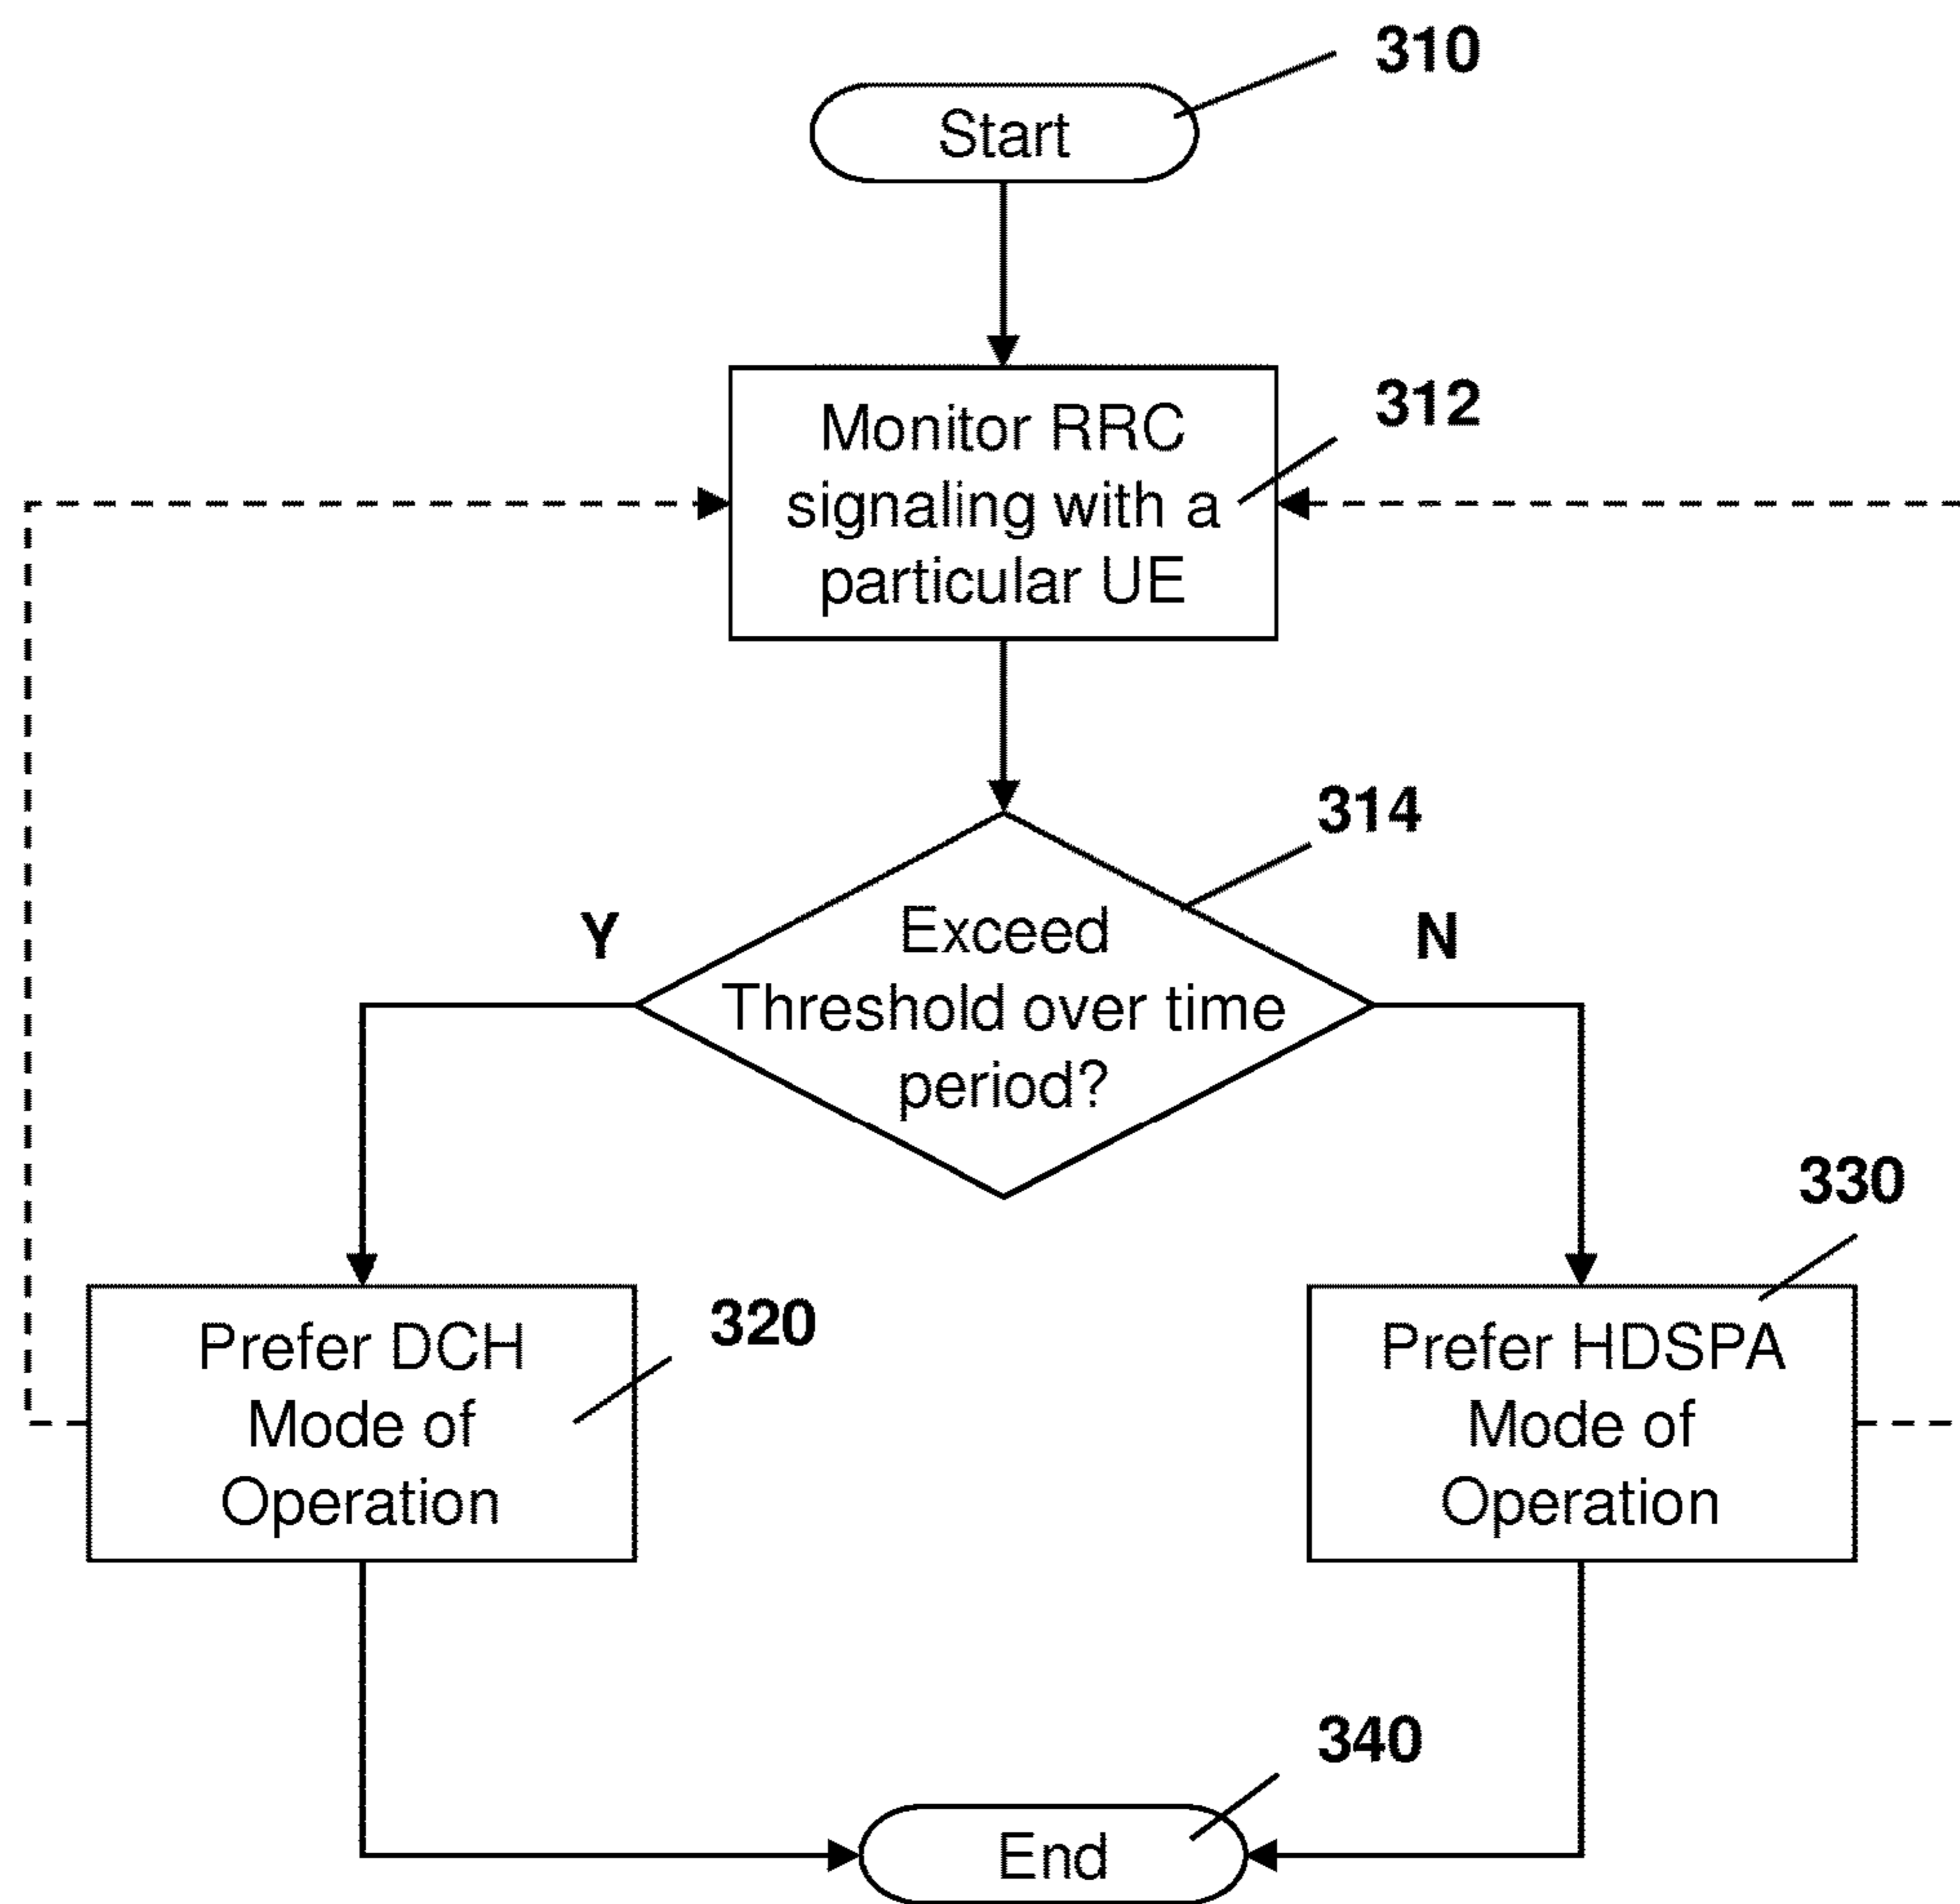 310
Start
312
Monitor RRC
signaling with a
particular UE
314
Y
N
Exceed
Threshold over time
period?
330
320
Prefer DCH
Mode of
Operation
Prefer HDSPA
Mode of
Operation
340
End